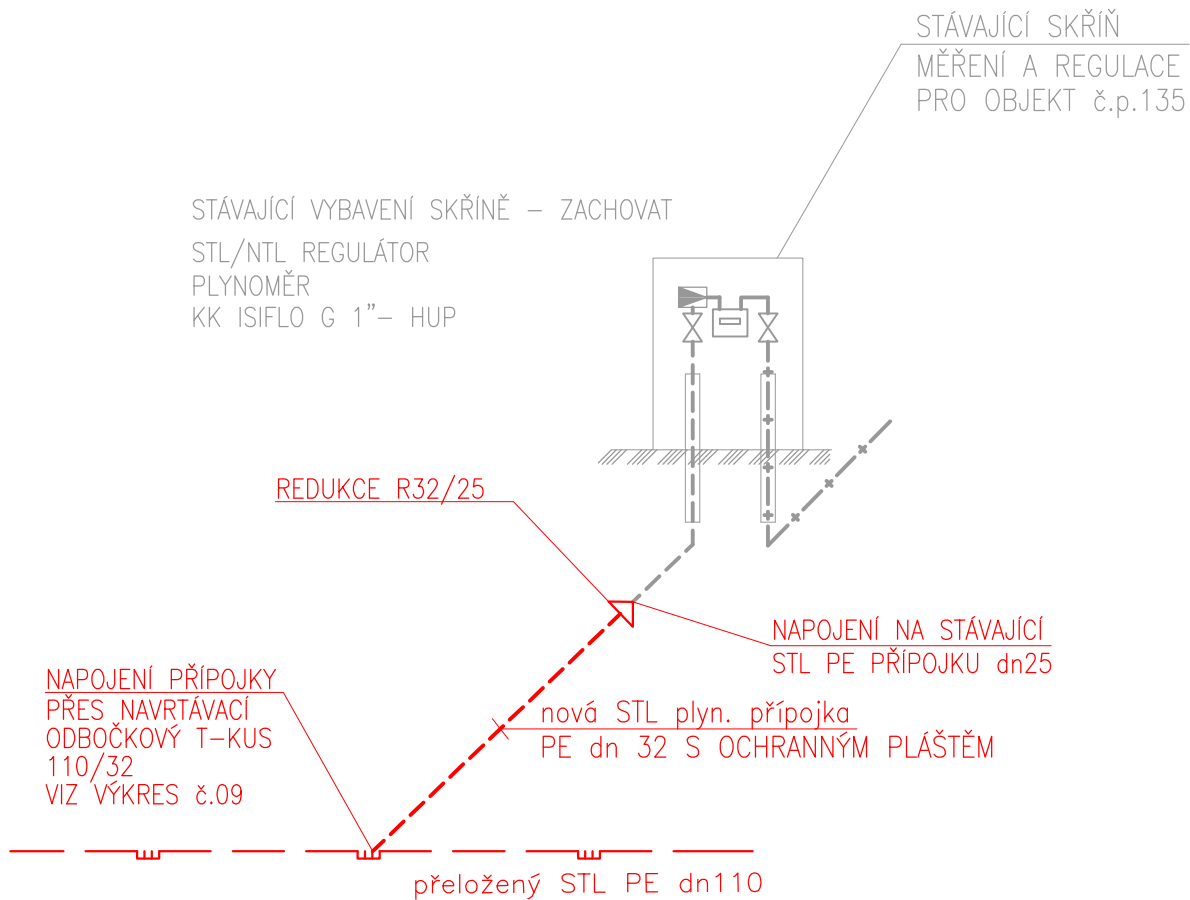 STÁVAJÍCÍ SKŘÍŇ
MĚŘENÍ A REGULACE
PRO OBJEKT č.p.135
STÁVAJÍCÍ VYBAVENÍ SKŘÍNĚ – ZACHOVAT
STL/NTL REGULÁTOR
PLYNOMĚR
KK ISIFLO G 1”– HUP
REDUKCE R32/25
NAPOJENÍ NA STÁVAJÍCÍ
STL PE PŘÍPOJKU dn25
NAPOJENÍ PŘÍPOJKY
PŘES NAVRTÁVACÍ
ODBOČKOVÝ T–KUS
110/32
VIZ VÝKRES č.09
nová STL plyn. přípojka
PE dn 32 S OCHRANNÝM PLÁŠTĚM
přeložený STL PE dn110